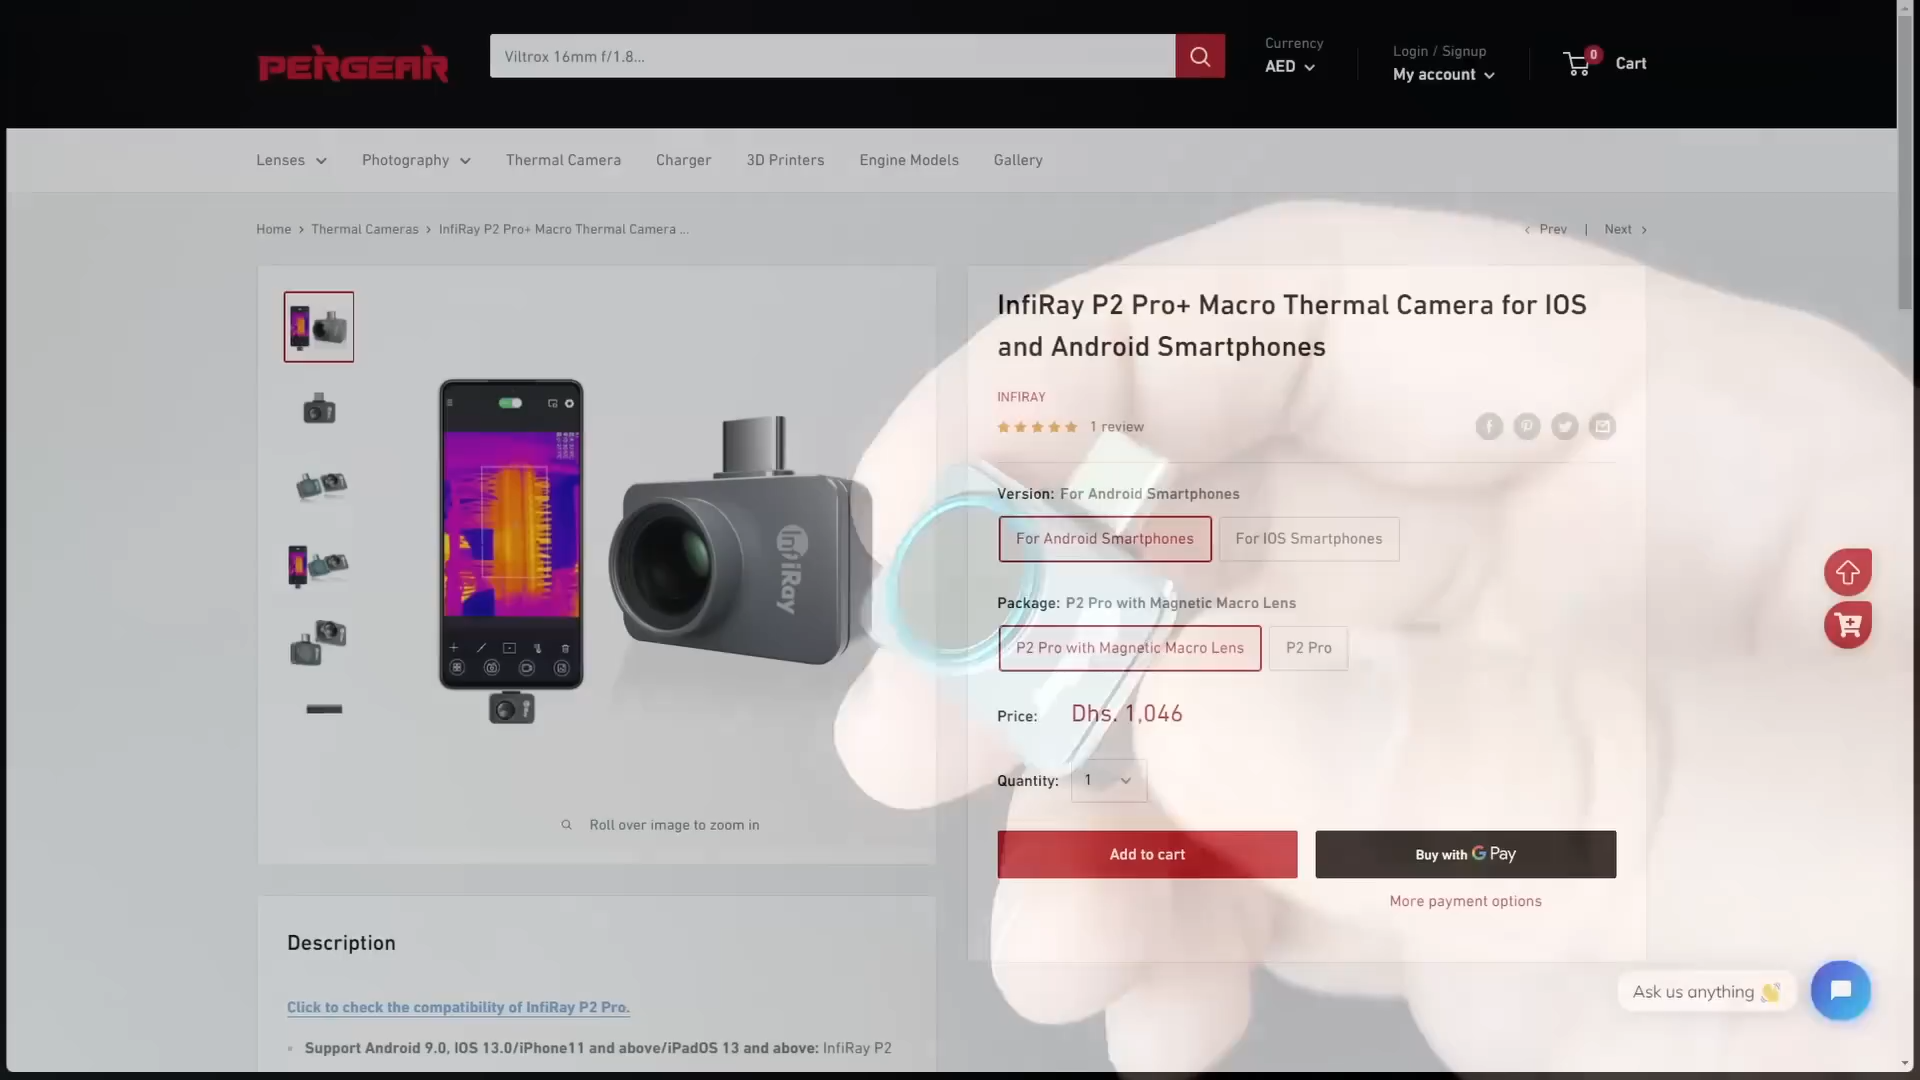 PERGEAR
Viltrox 16mm f/1.8...
Currency
AED
Login / Signup
My account
0
Cart
Lenses
Photography
Thermal Camera
Charger
3D Printers
Engine Models
Gallery
Home › Thermal Cameras › InfiRay P2 Pro+ Macro Thermal Camera ...
‹ Prev | Next ›
InfiRay P2 Pro+ Macro Thermal Camera for IOS
and Android Smartphones
INFIRAY
1 review
Version: For Android Smartphones
For Android Smartphones
For IOS Smartphones
Package: P2 Pro with Magnetic Macro Lens
P2 Pro with Magnetic Macro Lens
P2 Pro
Price: Dhs. 1,046
Quantity: 1
Add to cart
Buy with G Pay
More payment options
InfiRay
Roll over image to zoom in
Description
Click to check the compatibility of InfiRay P2 Pro.
Support Android 9.0, IOS 13.0/iPhone11 and above/iPadOS 13 and above: InfiRay P2
Ask us anything 👋